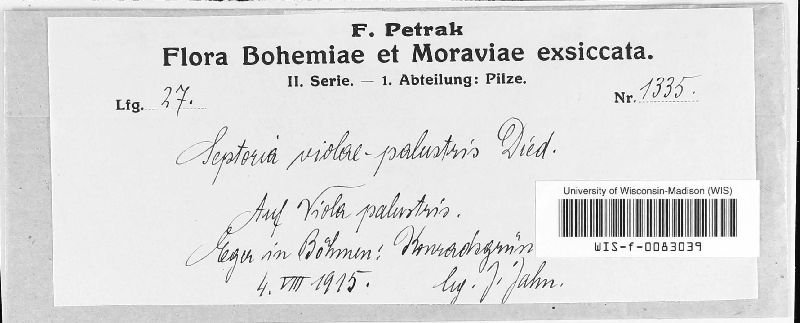 F. Petrak
Flora Bohemiae et Moraviae exsiccata.
II. Serie. — 1. Abteilung: Pilze.
Lfg. 27.
Nr. 1335.
Septoria violae-palustris Died.
Auf Viola palustris.
Eger in Böhmen: Konradsgrün
4. VIII 1915. leg. J. Jahn.
University of Wisconsin-Madison (WIS)
WIS-f-0083039